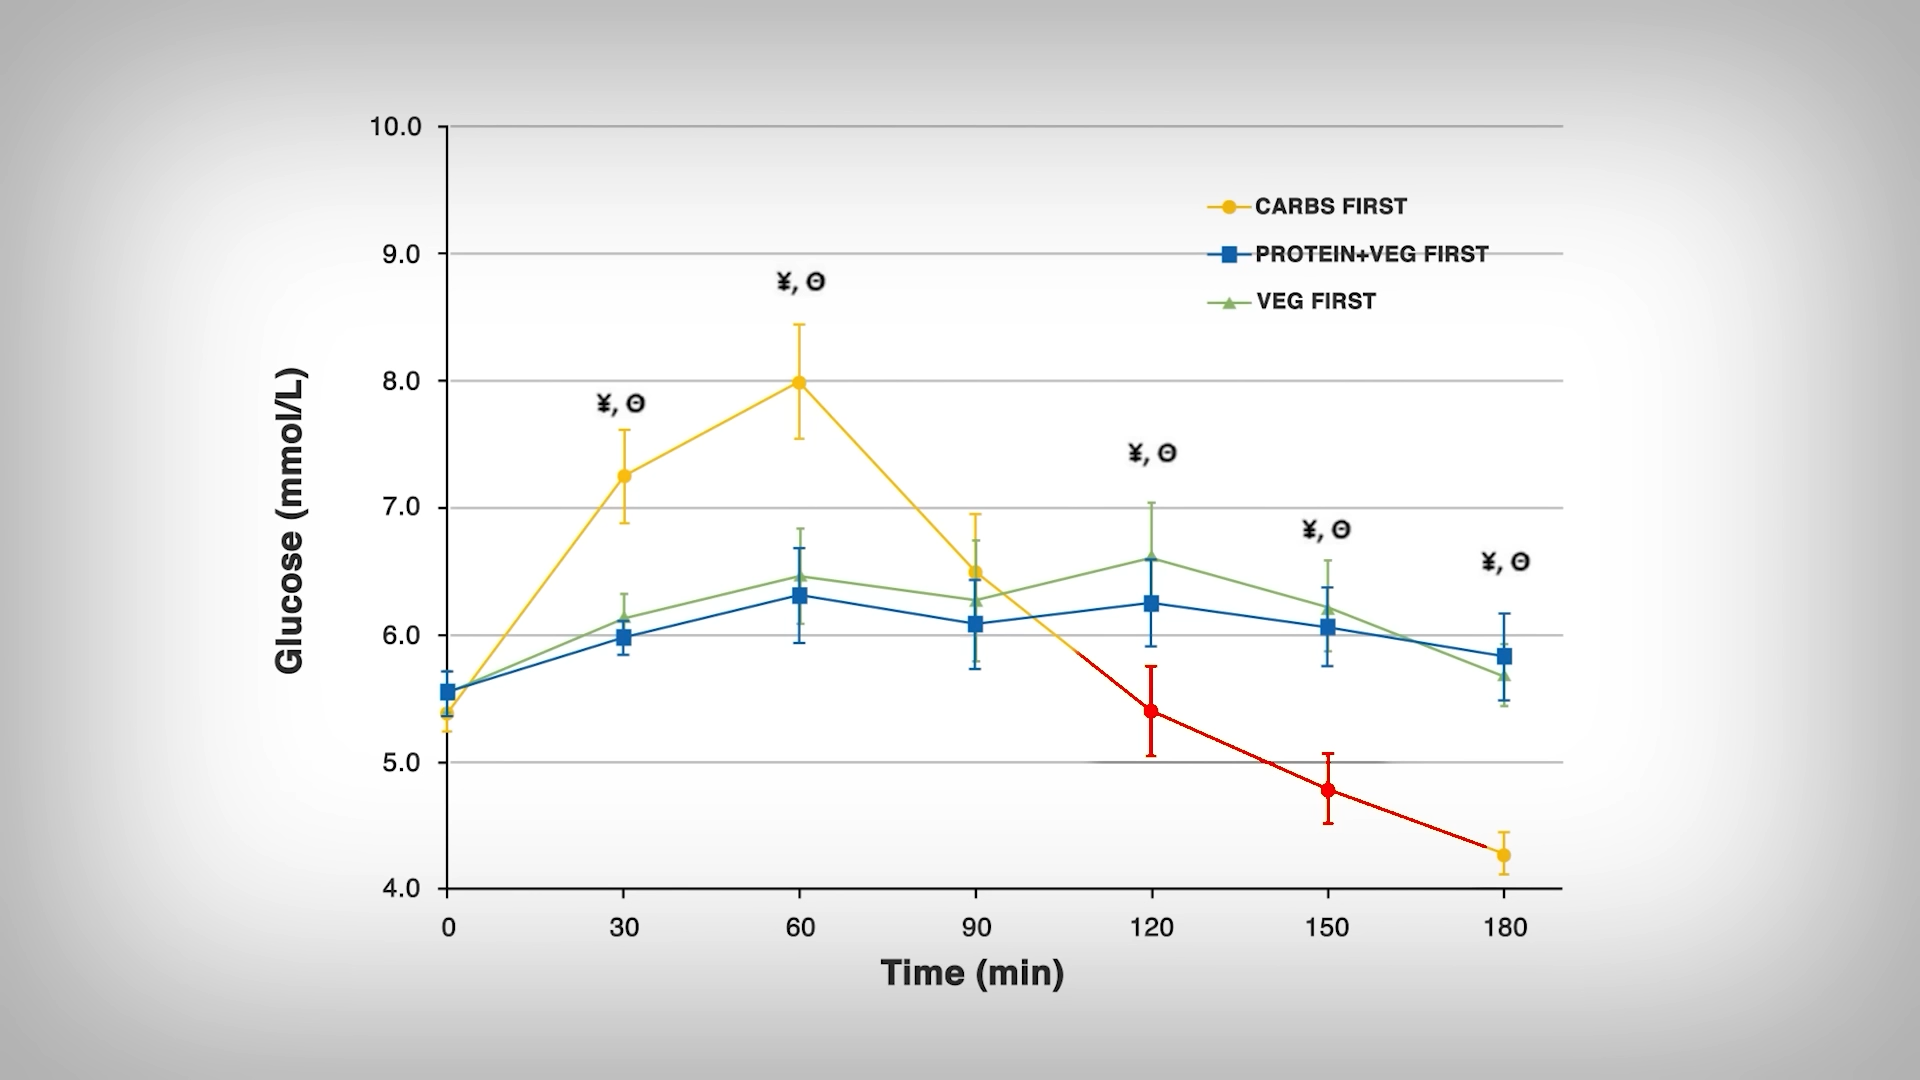 10.0
CARBS FIRST
9.0
PROTEIN+VEG FIRST
¥, Θ
VEG FIRST
8.0
¥, Θ
¥, Θ
7.0
¥, Θ
¥, Θ
6.0
5.0
4.0
Glucose (mmol/L)
0 30 60 90 120 150 180
Time (min)